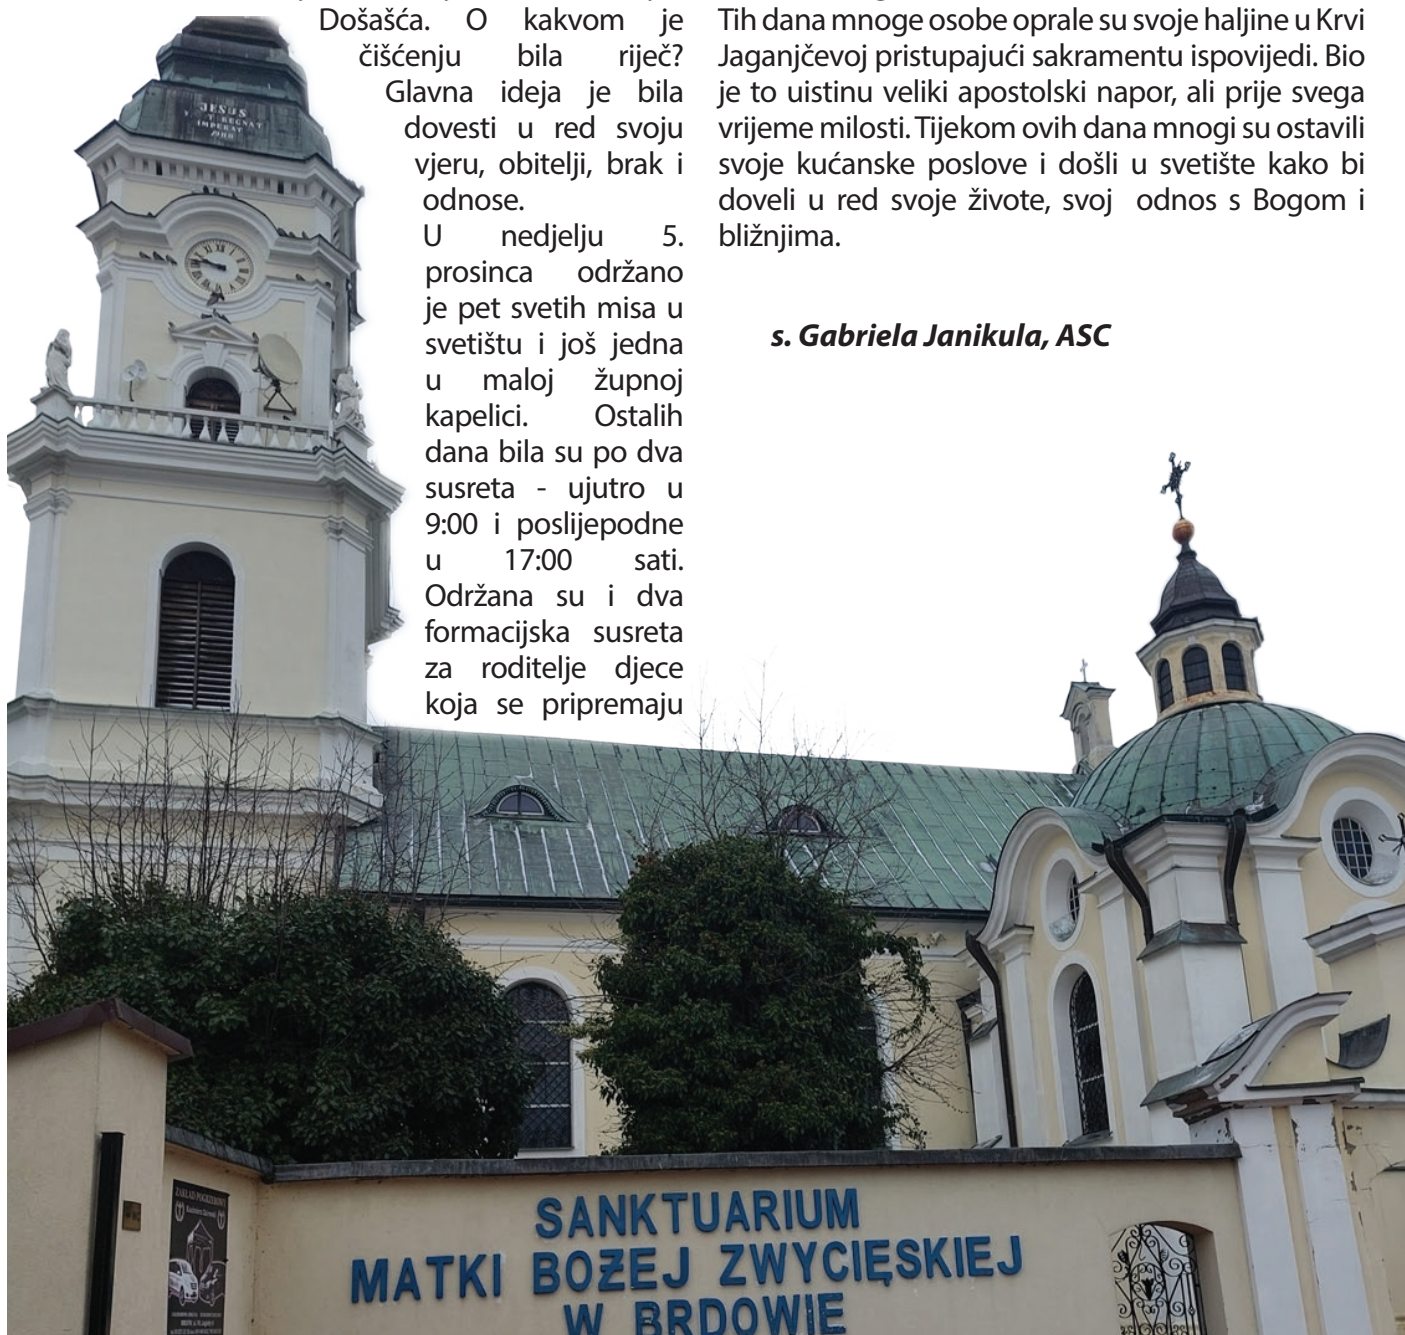 Došašća. O kakvom je
čišćenju bila riječ?
Glavna ideja je bila
dovesti u red svoju
vjeru, obitelji, brak i
odnose.
U nedjelju 5.
prosinca održano
je pet svetih misa u
svetištu i još jedna
u maloj župnoj
kapelici. Ostalih
dana bila su po dva
susreta - ujutro u
9:00 i poslijepodne
u 17:00 sati.
Održana su i dva
formacijska susreta
za roditelje djece
koja se pripremaju
Tih dana mnoge osobe oprale su svoje haljine u Krvi
Jaganjčevoj pristupajući sakramentu ispovijedi. Bio
je to uistinu veliki apostolski napor, ali prije svega
vrijeme milosti. Tijekom ovih dana mnogi su ostavili
svoje kućanske poslove i došli u svetište kako bi
doveli u red svoje živote, svoj odnos s Bogom i
bližnjima.
s. Gabriela Janikula, ASC
JESUS
REGNAT
IMPERAT
ZAKŁAD POGRZEBOWY
SANKTUARIUM
MATKI BOŻEJ ZWYCIĘSKIEJ
W BRDOWIE